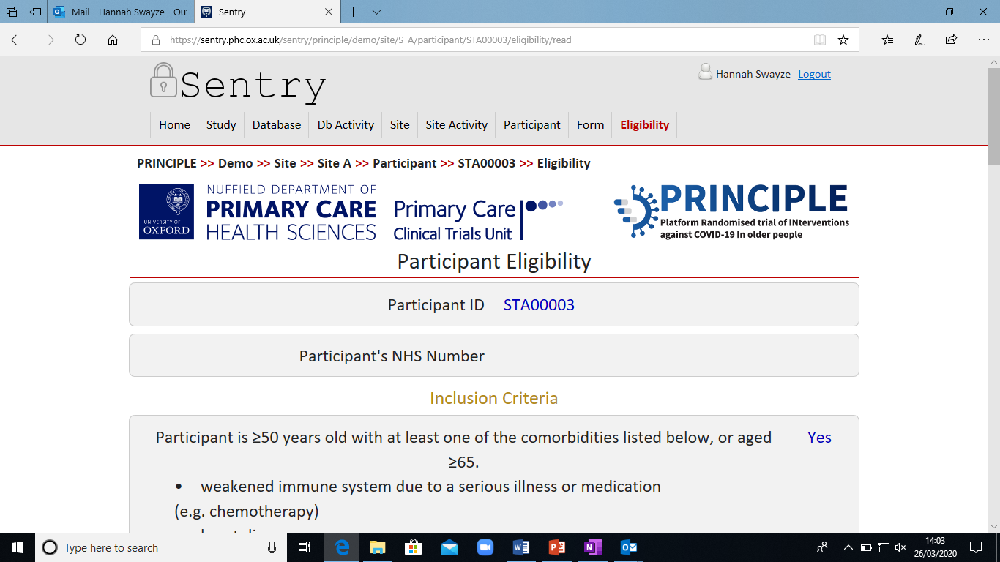 Mail - Hannah Swayze - Out
Sentry
https://sentry.phc.ox.ac.uk/sentry/principle/demo/site/STA/participant/STA00003/eligibility/read
Sentry
Hannah Swayze Logout
Home Study Database Db Activity Site Site Activity Participant Form Eligibility
PRINCIPLE >> Demo >> Site >> Site A >> Participant >> STA00003 >> Eligibility
UNIVERSITY OF
OXFORD
NUFFIELD DEPARTMENT OF
PRIMARY CARE
HEALTH SCIENCES
Primary Care
Clinical Trials Unit
PRINCIPLE
Platform Randomised trial of INterventions
against COVID-19 In older people
Participant Eligibility
Participant ID STA00003
Participant's NHS Number
Inclusion Criteria
Participant is ≥50 years old with at least one of the comorbidities listed below, or aged Yes
≥65.
• weakened immune system due to a serious illness or medication
(e.g. chemotherapy)
Type here to search
14:03
26/03/2020